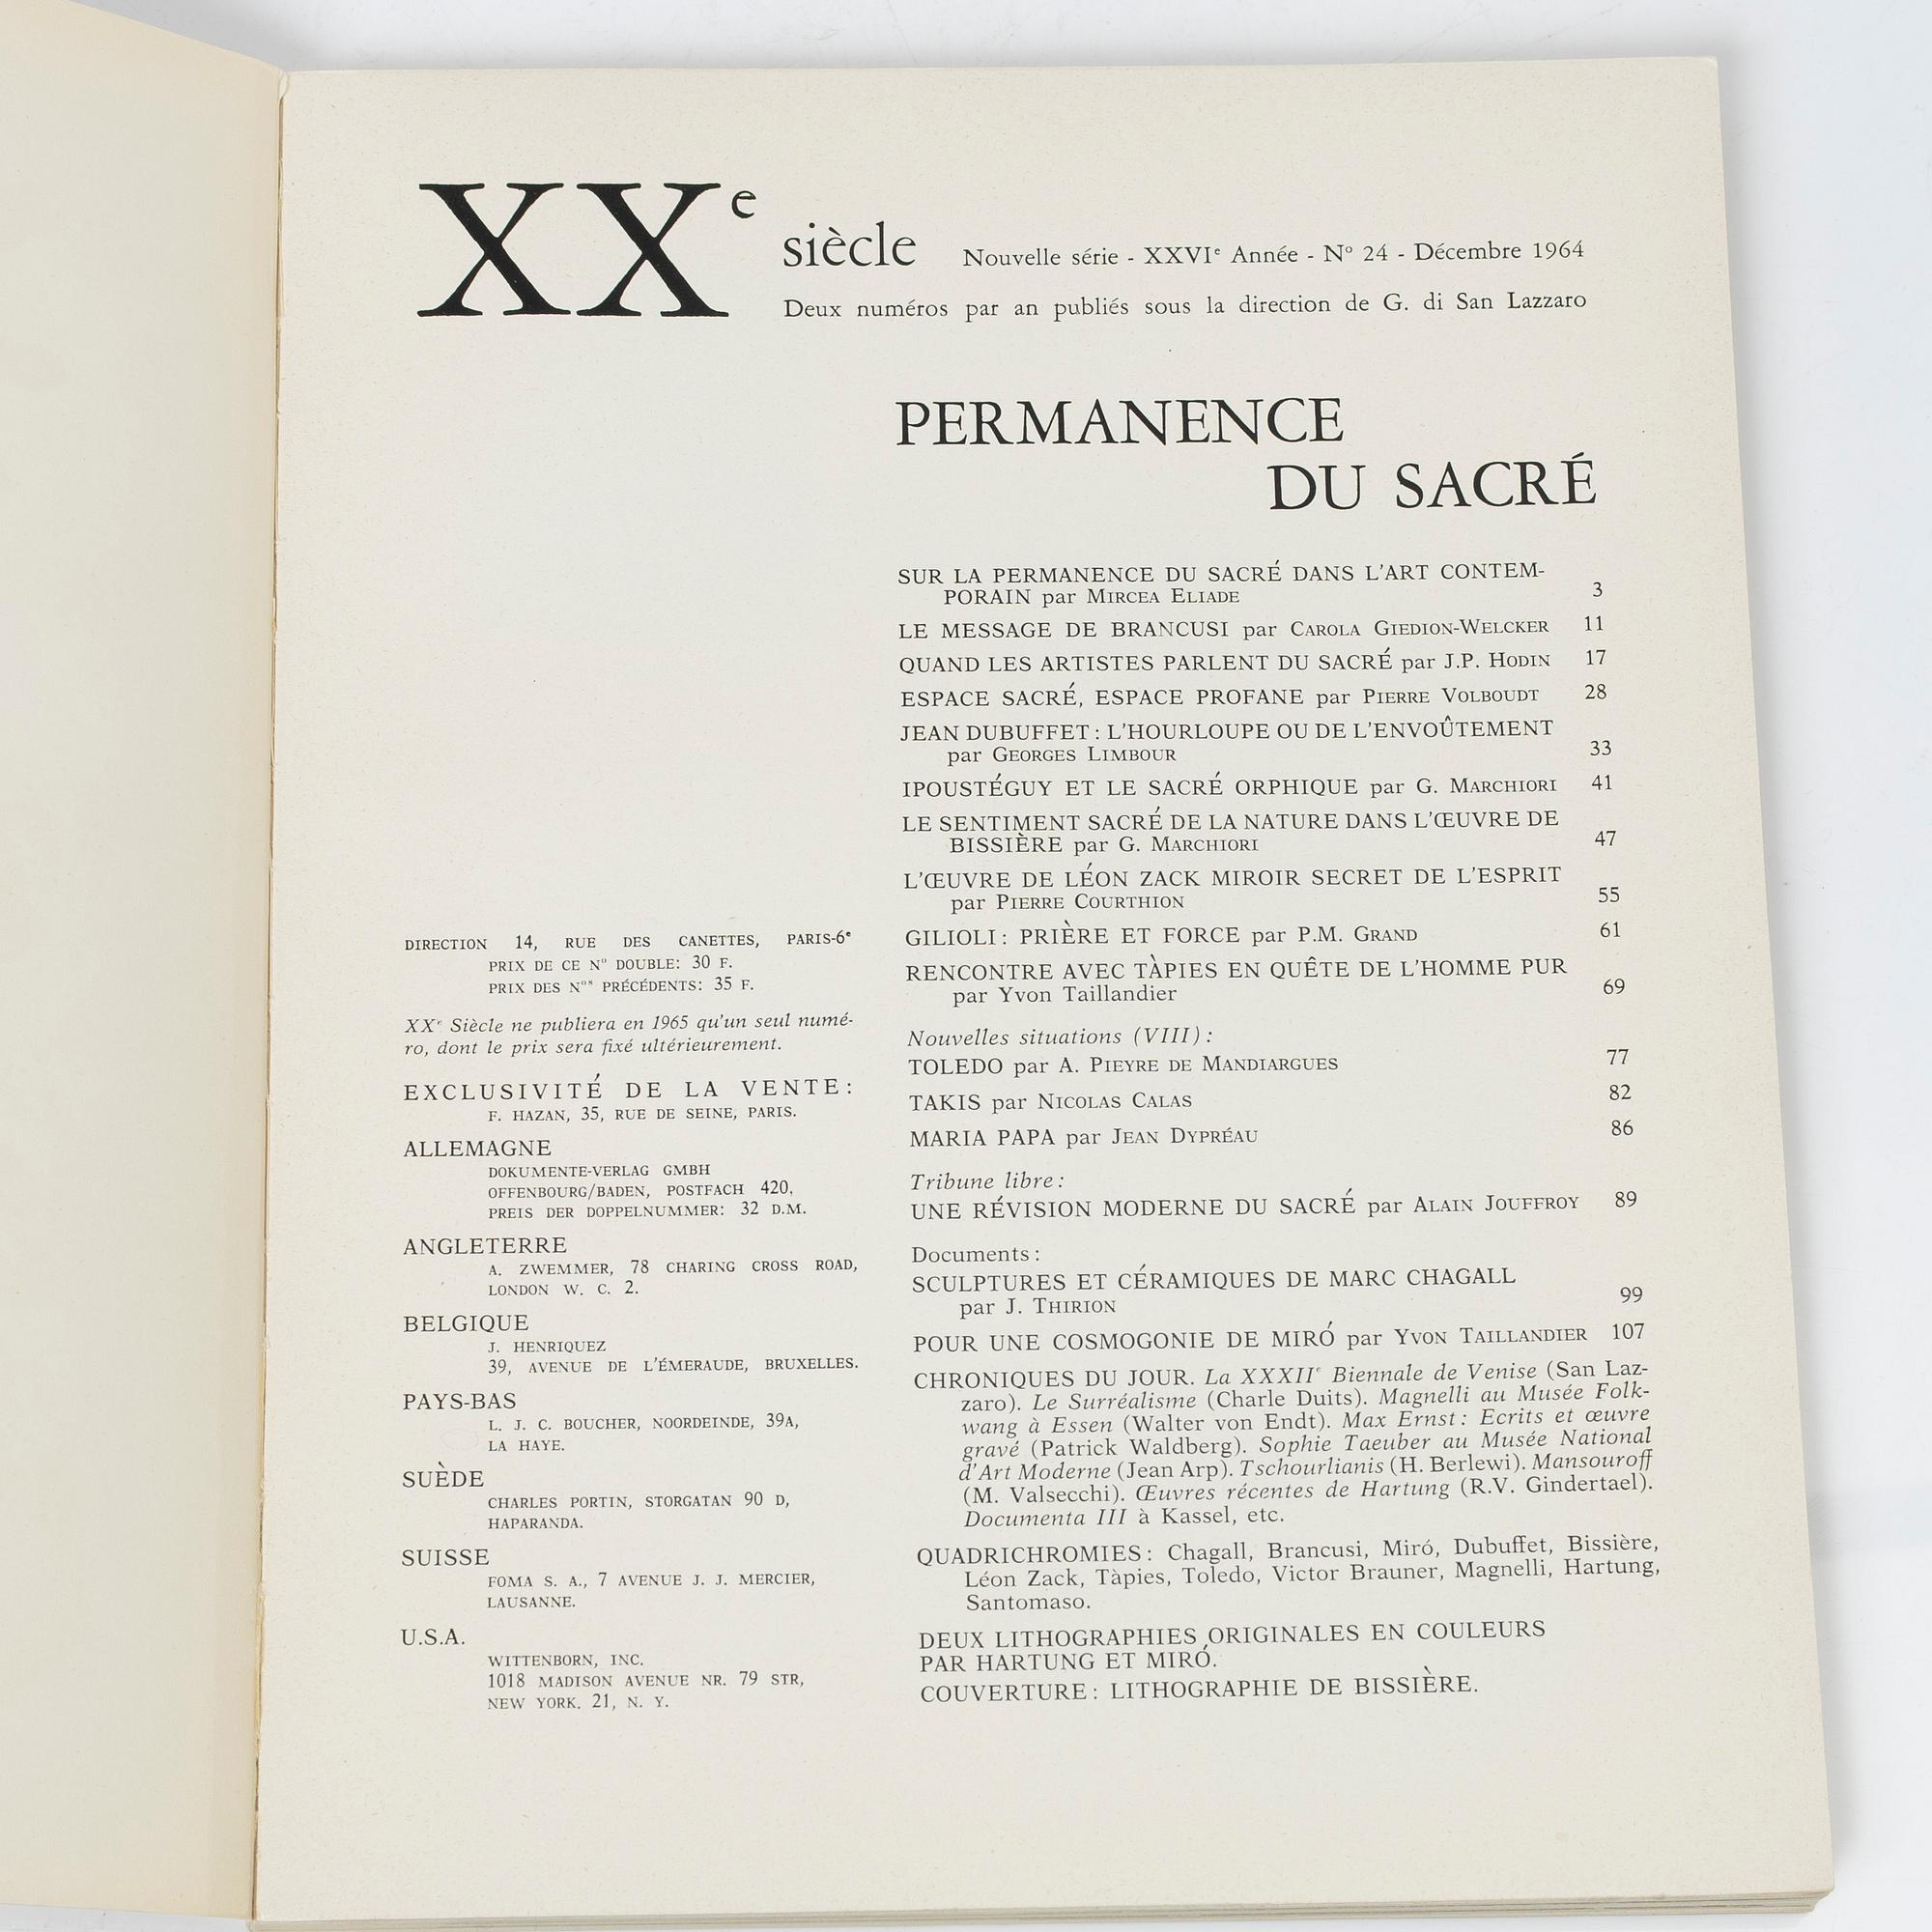 XXe siècle Nouvelle série - XXVIe Année - No 24 - Décembre 1964
Deux numéros par an publiés sous la direction de G. di San Lazzaro
PERMANENCE
DU SACRÉ
SUR LA PERMANENCE DU SACRÉ DANS L'ART CONTEM-
PORAIN par MIRCEA ELIADE 3
LE MESSAGE DE BRANCUSI par CAROLA GIEDION-WELCKER 11
QUAND LES ARTISTES PARLENT DU SACRÉ par J.P. HODIN 17
ESPACE SACRÉ, ESPACE PROFANE par PIERRE VOLBOUDT 28
JEAN DUBUFFET : L'HOURLOUPE OU DE L'ENVOÛTEMENT
par GEORGES LIMBOUR 33
IPOUSTÉGUY ET LE SACRÉ ORPHIQUE par G. MARCHIORI 41
LE SENTIMENT SACRÉ DE LA NATURE DANS L'ŒUVRE DE
BISSIÈRE par G. MARCHIORI 47
L'ŒUVRE DE LÉON ZACK MIROIR SECRET DE L'ESPRIT
par PIERRE COURTHION 55
GILIOLI : PRIÈRE ET FORCE par P.M. GRAND 61
RENCONTRE AVEC TÀPIES EN QUÊTE DE L'HOMME PUR
par Yvon Taillandier 69
Nouvelles situations (VIII) :
TOLEDO par A. PIEYRE DE MANDIARGUES 77
TAKIS par NICOLAS CALAS 82
MARIA PAPA par JEAN DYPRÉAU 86
Tribune libre :
UNE RÉVISION MODERNE DU SACRÉ par ALAIN JOUFFROY 89
Documents :
SCULPTURES ET CÉRAMIQUES DE MARC CHAGALL
par J. THIRION 99
POUR UNE COSMOGONIE DE MIRÓ par YVON TAILLANDIER 107
CHRONIQUES DU JOUR. La XXXIIe Biennale de Venise (San Laz-
zaro). Le Surréalisme (Charle Duits). Magnelli au Musée Folk-
wang à Essen (Walter von Endt). Max Ernst : Ecrits et œuvre
gravé (Patrick Waldberg). Sophie Taeuber au Musée National
d'Art Moderne (Jean Arp). Tschourlianis (H. Berlewi). Mansouroff
(M. Valsecchi). Œuvres récentes de Hartung (R.V. Gindertael).
Documenta III à Kassel, etc.
QUADRICHROMIES : Chagall, Brancusi, Miró, Dubuffet, Bissière,
Léon Zack, Tàpies, Toledo, Victor Brauner, Magnelli, Hartung,
Santomaso.
DEUX LITHOGRAPHIES ORIGINALES EN COULEURS
PAR HARTUNG ET MIRÓ.
COUVERTURE : LITHOGRAPHIE DE BISSIÈRE.
DIRECTION 14, RUE DES CANETTES, PARIS-6e
PRIX DE CE No DOUBLE: 30 F.
PRIX DES Nos PRÉCÉDENTS: 35 F.
XXe Siècle ne publiera en 1965 qu'un seul numé-
ro, dont le prix sera fixé ultérieurement.
EXCLUSIVITÉ DE LA VENTE :
F. HAZAN, 35, RUE DE SEINE, PARIS.
ALLEMAGNE
DOKUMENTE-VERLAG GMBH
OFFENBOURG/BADEN, POSTFACH 420,
PREIS DER DOPPELNUMMER: 32 D.M.
ANGLETERRE
A. ZWEMMER, 78 CHARING CROSS ROAD,
LONDON W. C. 2.
BELGIQUE
J. HENRIQUEZ
39, AVENUE DE L'ÉMERAUDE, BRUXELLES.
PAYS-BAS
L. J. C. BOUCHER, NOORDEINDE, 39A,
LA HAYE.
SUÈDE
CHARLES PORTIN, STORGATAN 90 D,
HAPARANDA.
SUISSE
FOMA S. A., 7 AVENUE J. J. MERCIER,
LAUSANNE.
U.S.A.
WITTENBORN, INC.
1018 MADISON AVENUE NR. 79 STR,
NEW YORK. 21, N. Y.